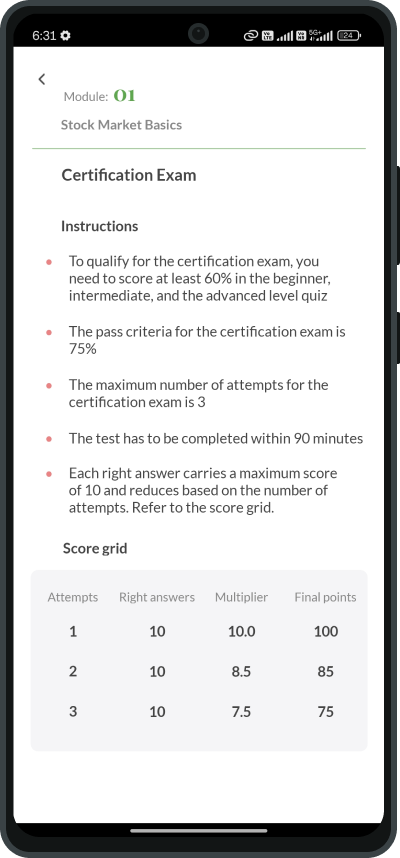 6:31
5G+
24
Module: 01
Stock Market Basics
Certification Exam
Instructions
To qualify for the certification exam, you
need to score at least 60% in the beginner,
intermediate, and the advanced level quiz
The pass criteria for the certification exam is
75%
The maximum number of attempts for the
certification exam is 3
The test has to be completed within 90 minutes
Each right answer carries a maximum score
of 10 and reduces based on the number of
attempts. Refer to the score grid.
Score grid
Attempts Right answers Multiplier Final points
1 10 10.0 100
2 10 8.5 85
3 10 7.5 75